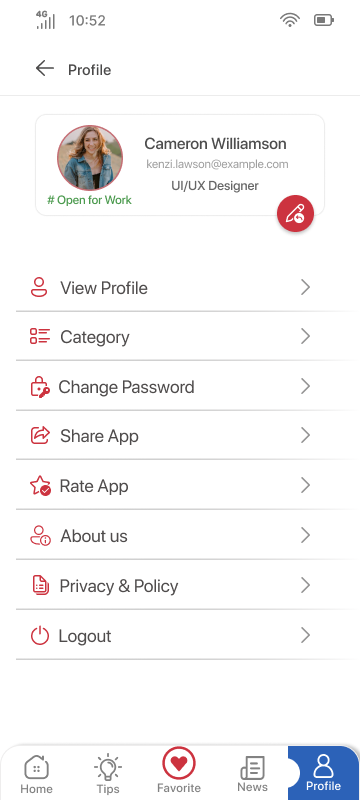 4G 10:52
Profile
Cameron Williamson
kenzi.lawson@example.com
UI/UX Designer
# Open for Work
View Profile
Category
Change Password
Share App
Rate App
About us
Privacy & Policy
Logout
Home Tips Favorite News Profile